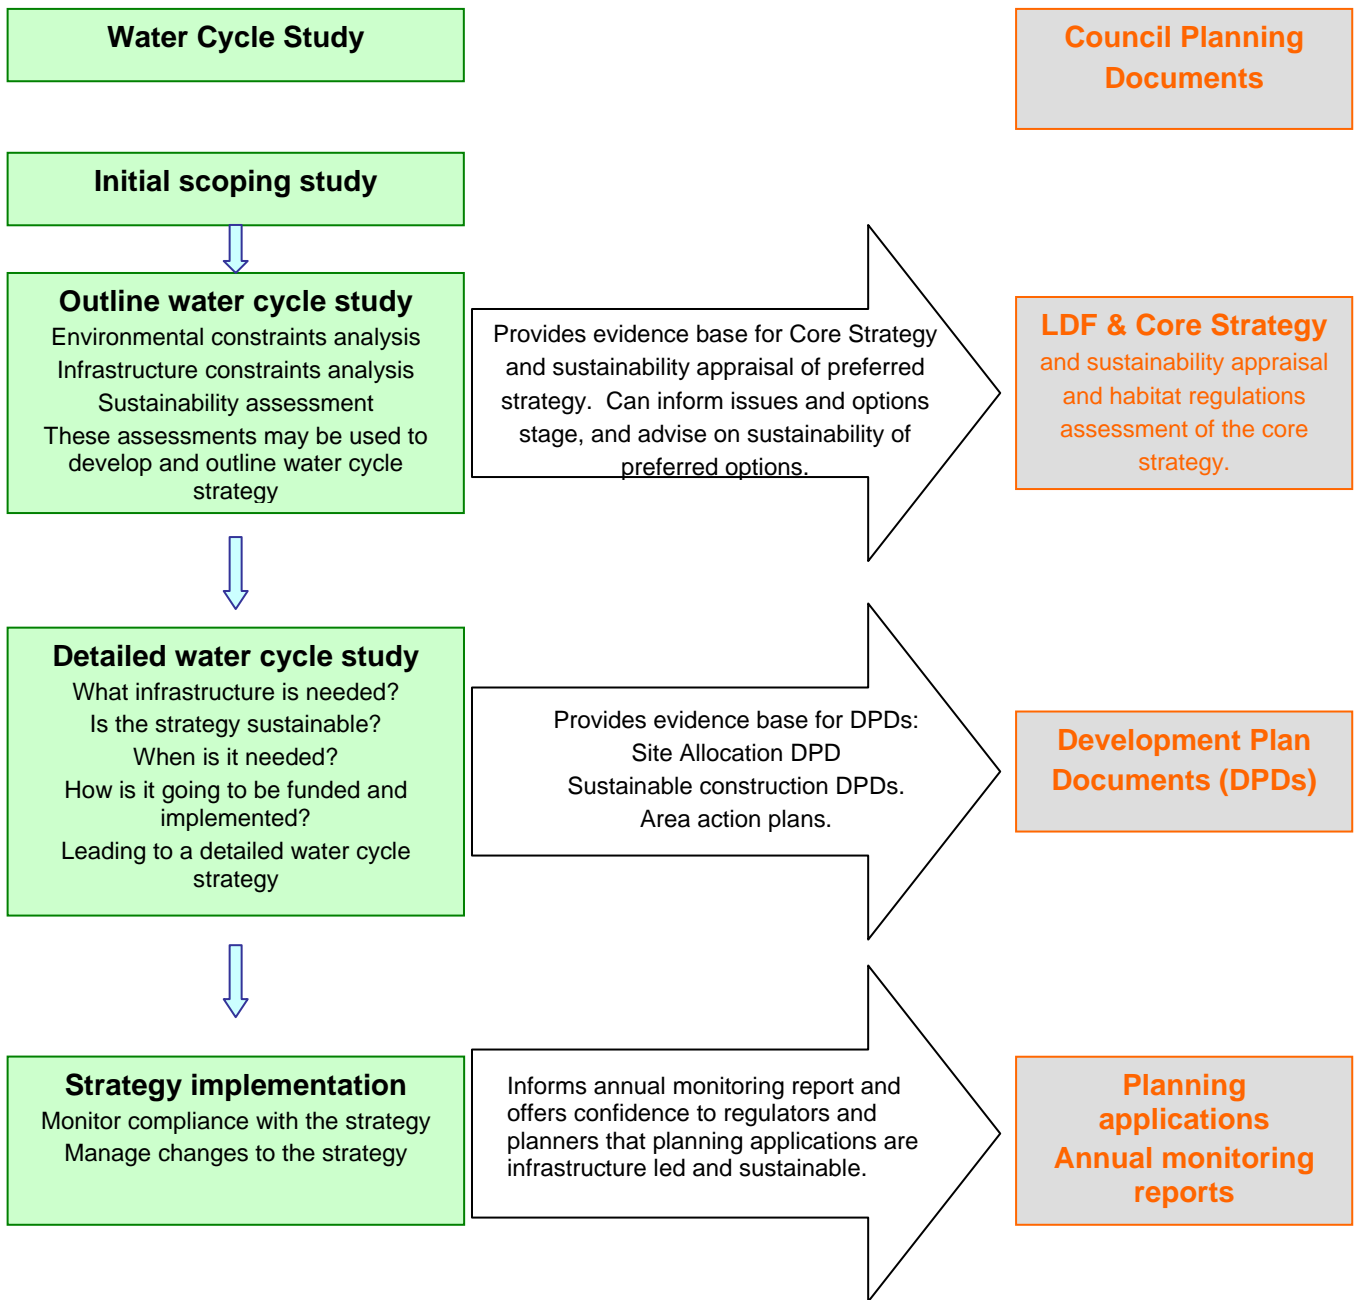 Water Cycle Study
Council Planning
Documents
Initial scoping study
Outline water cycle study
Environmental constraints analysis
Infrastructure constraints analysis
Sustainability assessment
These assessments may be used to
develop and outline water cycle
strategy
Provides evidence base for Core Strategy
and sustainability appraisal of preferred
strategy.  Can inform issues and options
stage, and advise on sustainability of
preferred options.
LDF & Core Strategy
and sustainability appraisal
and habitat regulations
assessment of the core
strategy.
Detailed water cycle study
What infrastructure is needed?
Is the strategy sustainable?
When is it needed?
How is it going to be funded and
implemented?
Leading to a detailed water cycle
strategy
Provides evidence base for DPDs:
Site Allocation DPD
Sustainable construction DPDs.
Area action plans.
Development Plan
Documents (DPDs)
Strategy implementation
Monitor compliance with the strategy
Manage changes to the strategy
Informs annual monitoring report and
offers confidence to regulators and
planners that planning applications are
infrastructure led and sustainable.
Planning
applications
Annual monitoring
reports